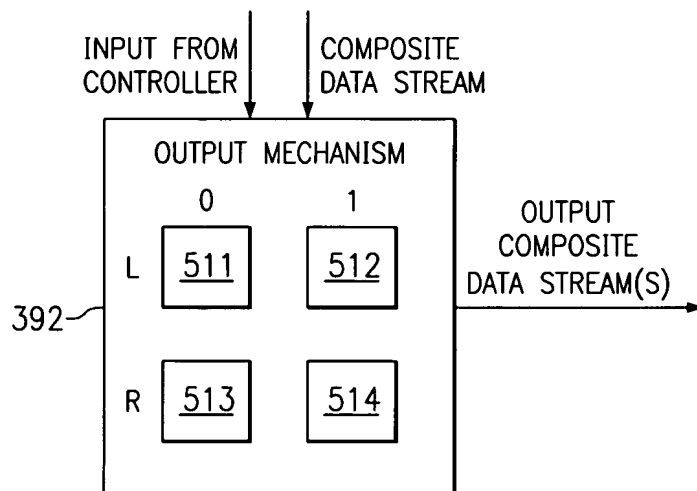 INPUT FROM
CONTROLLER
COMPOSITE
DATA STREAM
OUTPUT MECHANISM
0 1
L 511 512
392
R 513 514
OUTPUT
COMPOSITE
DATA STREAM(S)